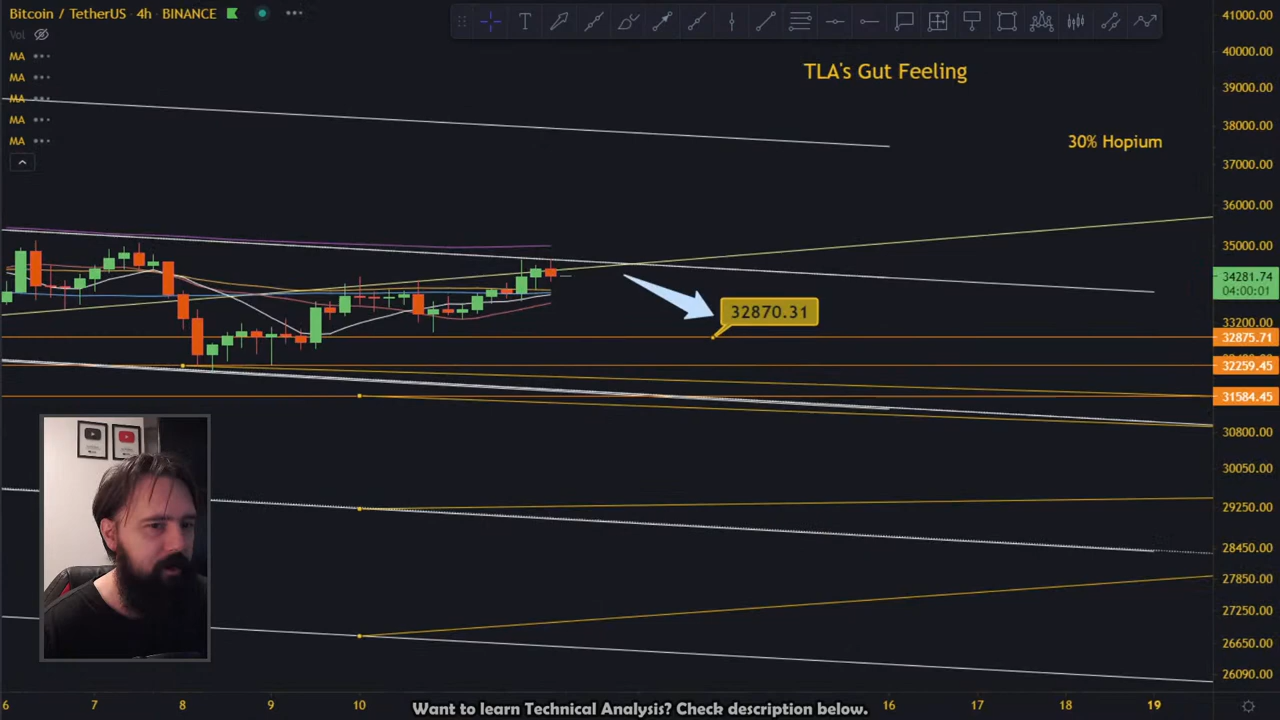 Bitcoin / TetherUS · 4h · BINANCE
Vol
MA
MA
MA
MA
MA
TLA's Gut Feeling
30% Hopium
32870.31
41000.00
40000.00
39000.00
38000.00
37000.00
36000.00
35000.00
34281.74
04:00:01
33200.00
32875.71
32259.45
31584.45
30800.00
30050.00
29250.00
28450.00
27850.00
27250.00
26650.00
26090.00
6 7 8 9 10 16 17 18 19
Want to learn Technical Analysis? Check description below.